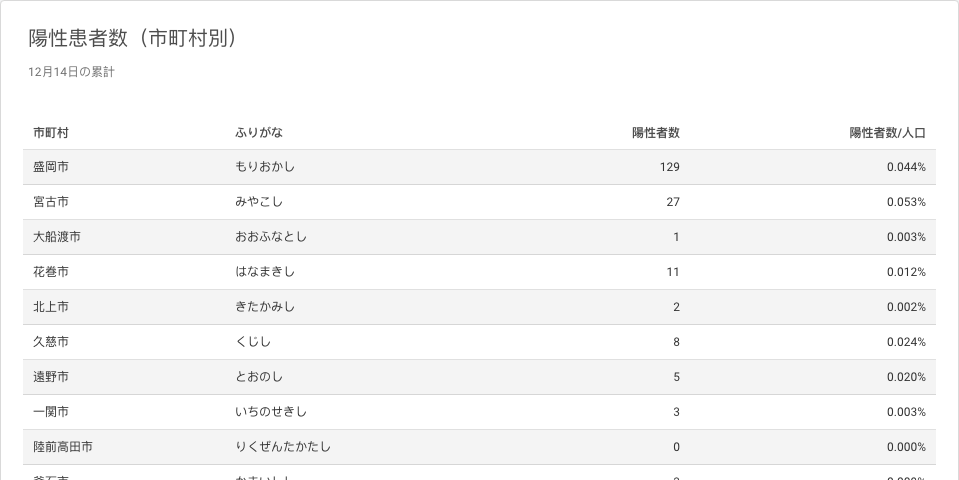 陽性患者数（市町村別）
12月14日の累計
市町村 ふりがな 陽性者数 陽性者数/人口
盛岡市 もりおかし 129 0.044%
宮古市 みやこし 27 0.053%
大船渡市 おおふなとし 1 0.003%
花巻市 はなまきし 11 0.012%
北上市 きたかみし 2 0.002%
久慈市 くじし 8 0.024%
遠野市 とおのし 5 0.020%
一関市 いちのせきし 3 0.003%
陸前高田市 りくぜんたかたし 0 0.000%